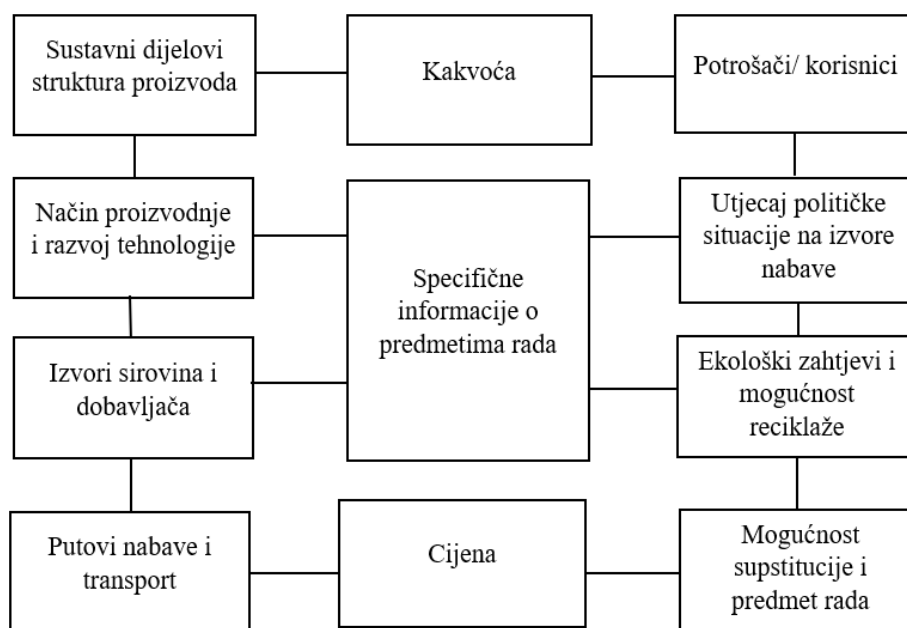 Sustavni dijelovi
struktura proizvoda
Kakvoća
Potrošači/ korisnici
Način proizvodnje
i razvoj tehnologije
Specifične
informacije o
predmetima rada
Utjecaj političke
situacije na izvore
nabave
Izvori sirovina i
dobavljača
Ekološki zahtjevi i
mogućnost
reciklaže
Putovi nabave i
transport
Cijena
Mogućnost
supstitucije i
predmet rada